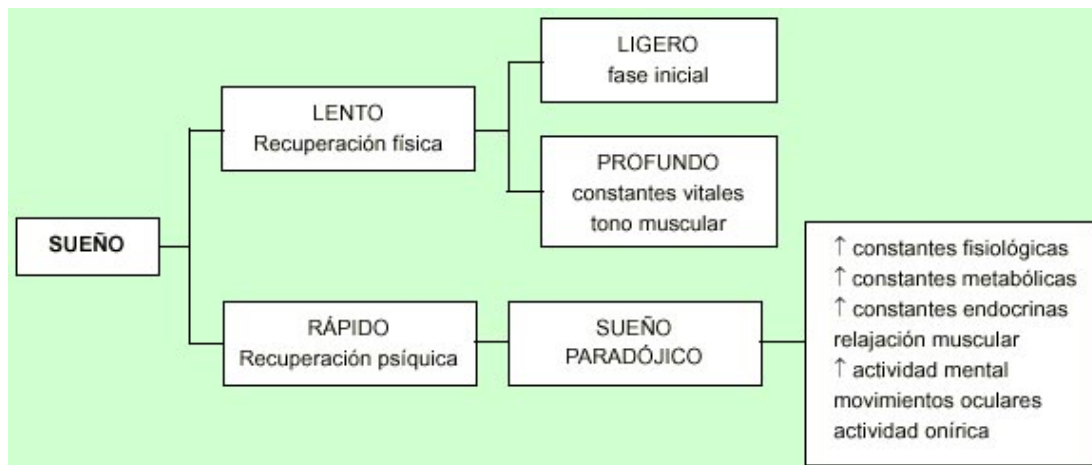 SUEÑO
LENTO
Recuperación física
LIGERO
fase inicial
PROFUNDO
constantes vitales
tono muscular
RÁPIDO
Recuperación psíquica
SUEÑO
PARADÓJICO
↑ constantes fisiológicas
↑ constantes metabólicas
↑ constantes endocrinas
relajación muscular
↑ actividad mental
movimientos oculares
actividad onírica